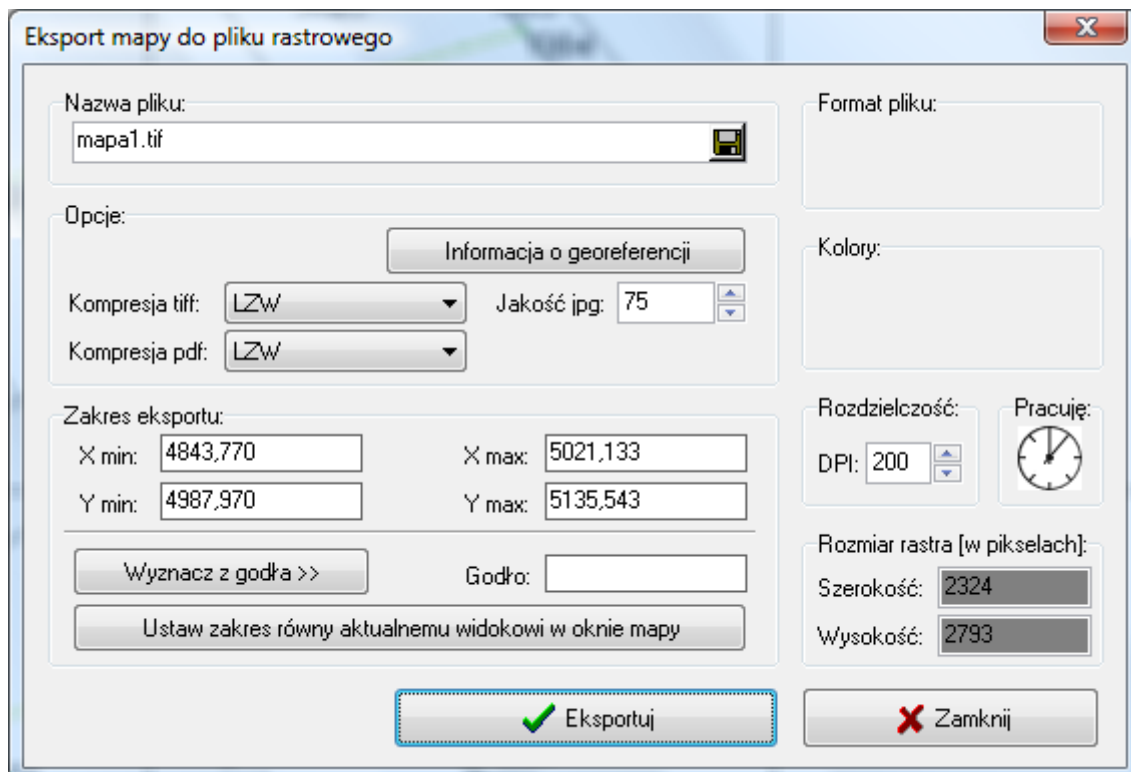 Eksport mapy do pliku rastrowego
Nazwa pliku:
mapa1.tif
Format pliku:
Opcje:
Informacja o georeferencji
Kompresja tiff: LZW Jakość jpg: 75
Kompresja pdf: LZW
Kolory:
Zakres eksportu:
X min: 4843,770 X max: 5021,133
Y min: 4987,970 Y max: 5135,543
Wyznacz z godła >> Godło:
Ustaw zakres równy aktualnemu widokowi w oknie mapy
Rozdzielczość:
DPI: 200
Pracuję:
Rozmiar rastra [w pikselach]:
Szerokość: 2324
Wysokość: 2793
Eksportuj
Zamknij